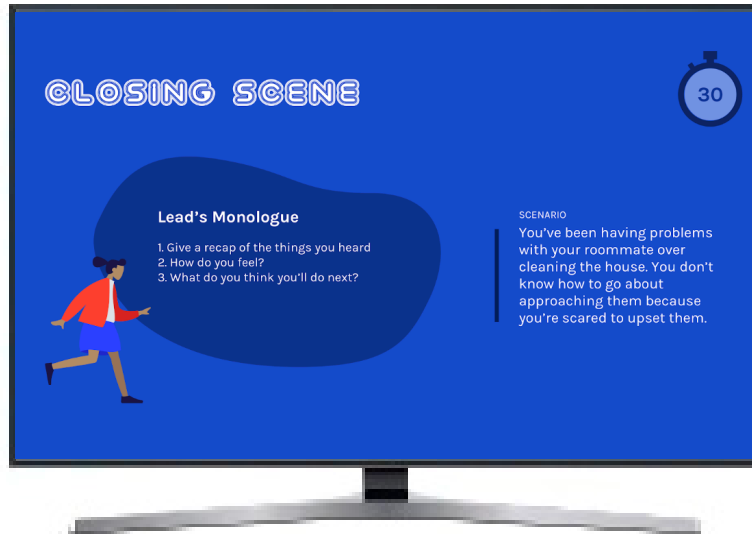 CLOSING SCENE
30
Lead's Monologue
1. Give a recap of the things you heard
2. How do you feel?
3. What do you think you'll do next?
SCENARIO
You've been having problems
with your roommate over
cleaning the house. You don't
know how to go about
approaching them because
you're scared to upset them.